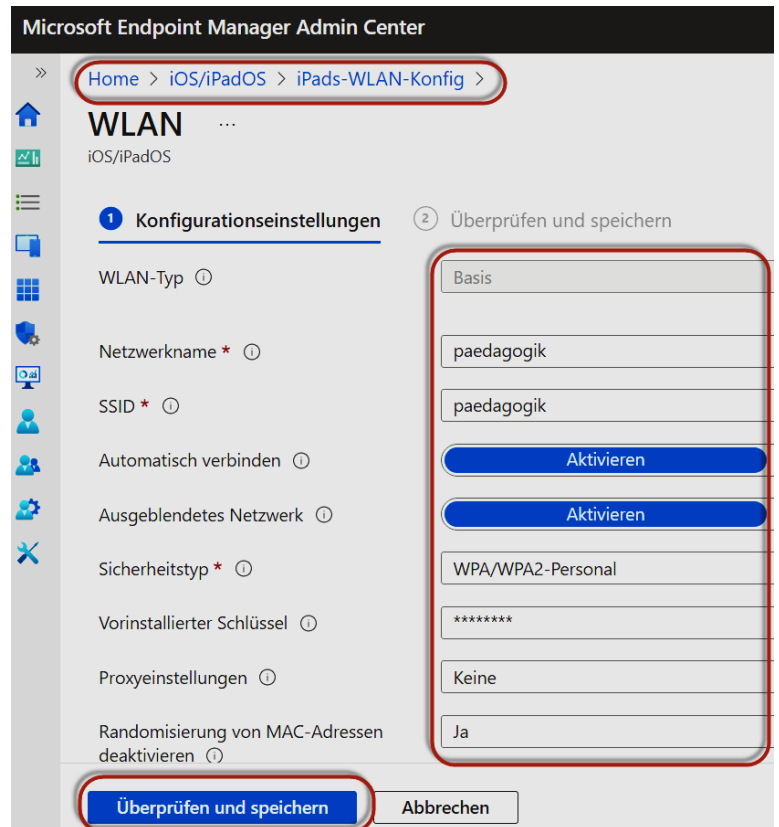 Microsoft Endpoint Manager Admin Center
Home > iOS/iPadOS > iPads-WLAN-Konfig >
WLAN ...
iOS/iPadOS
1 Konfigurationseinstellungen 2 Überprüfen und speichern
WLAN-Typ Basis
Netzwerkname * paedagogik
SSID * paedagogik
Automatisch verbinden Aktivieren
Ausgeblendetes Netzwerk Aktivieren
Sicherheitstyp * WPA/WPA2-Personal
Vorinstallierter Schlüssel ********
Proxyeinstellungen Keine
Randomisierung von MAC-Adressen Ja
deaktivieren
Überprüfen und speichern Abbrechen